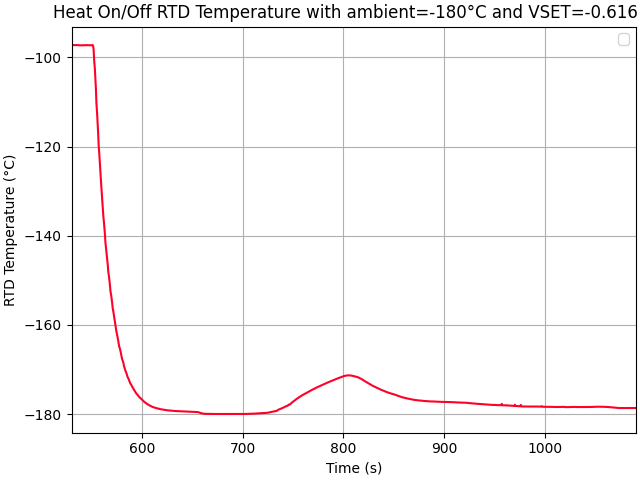 Heat On/Off RTD Temperature with ambient=-180°C and VSET=-0.616
RTD Temperature (°C)
−100
−120
−140
−160
−180
600 700 800 900 1000
Time (s)